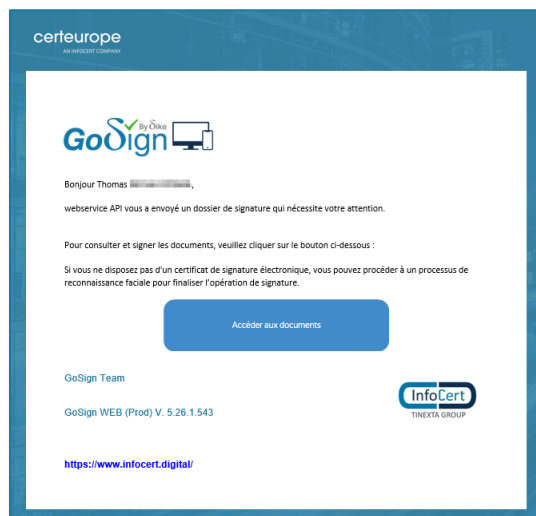 certeurope
AN INFOCERT COMPANY
By Dike
GoSign
Bonjour Thomas ,
webservice API vous a envoyé un dossier de signature qui nécessite votre attention.
Pour consulter et signer les documents, veuillez cliquer sur le bouton ci-dessous :
Si vous ne disposez pas d'un certificat de signature électronique, vous pouvez procéder à un processus de
reconnaissance faciale pour finaliser l'opération de signature.
Accéder aux documents
GoSign Team
GoSign WEB (Prod) V. 5.26.1.543
InfoCert
TINEXTA GROUP
https://www.infocert.digital/